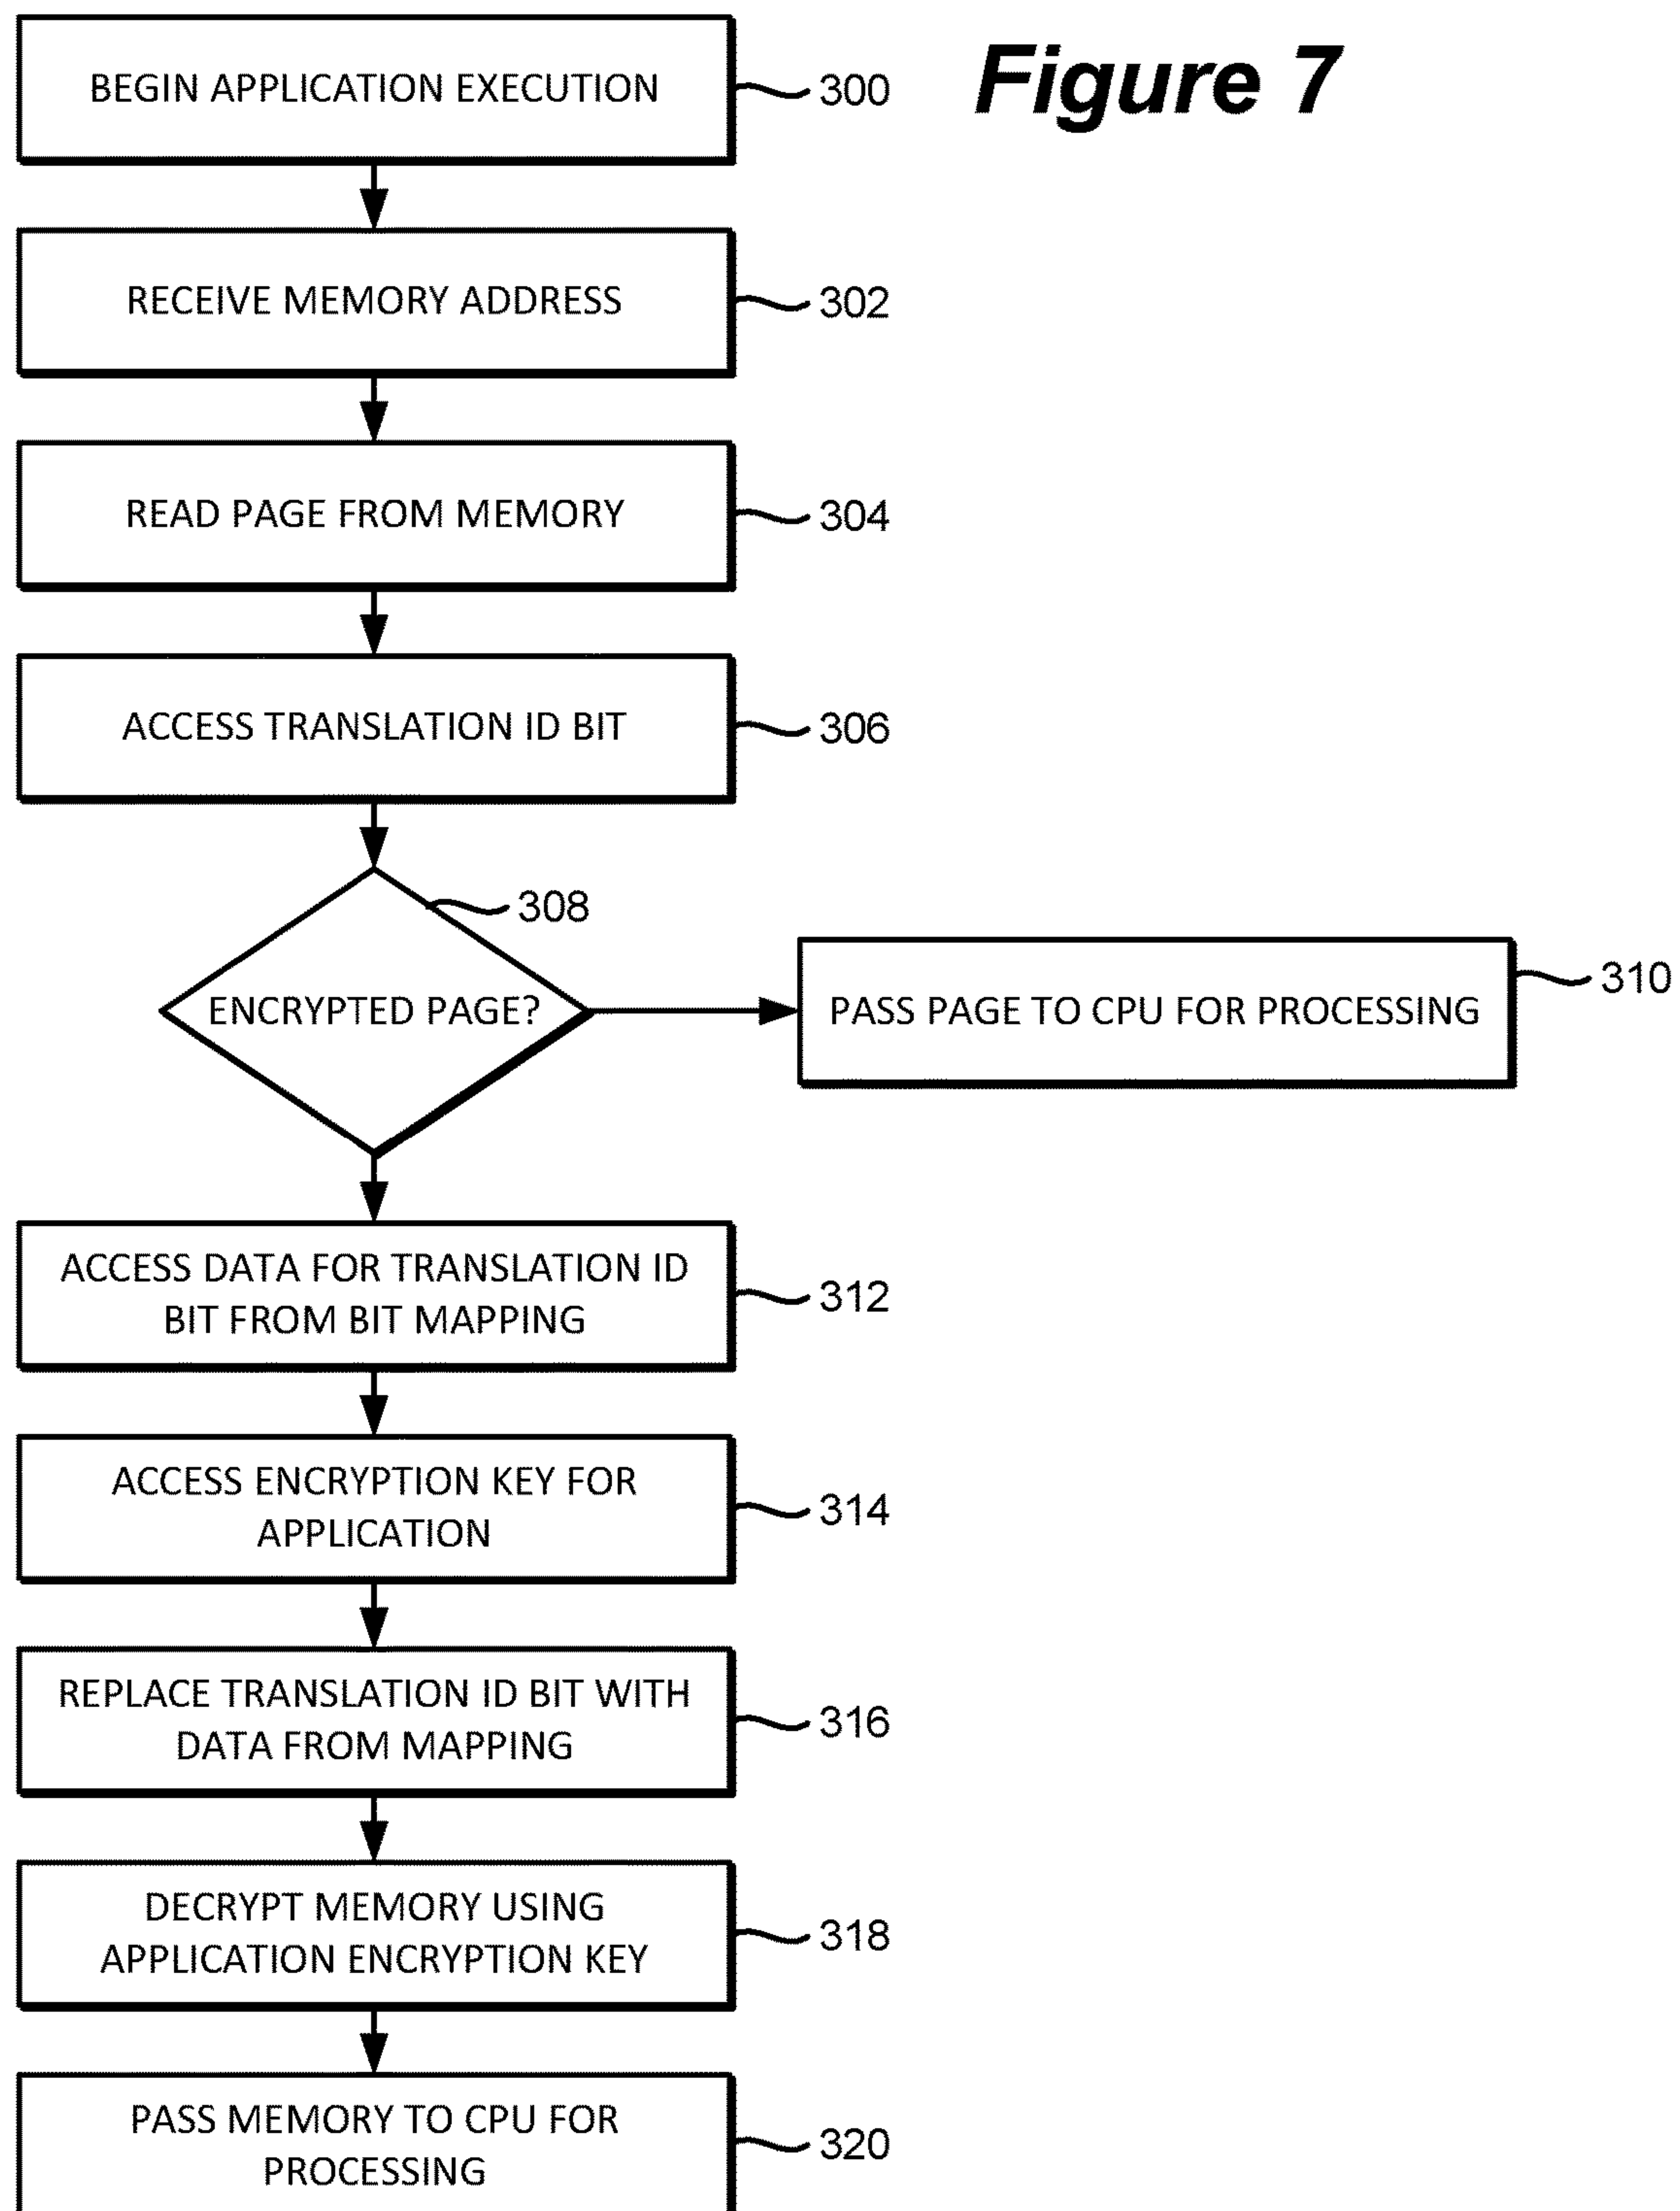 Figure 7
BEGIN APPLICATION EXECUTION
300
RECEIVE MEMORY ADDRESS
302
READ PAGE FROM MEMORY
304
ACCESS TRANSLATION ID BIT
306
308
ENCRYPTED PAGE?
310
PASS PAGE TO CPU FOR PROCESSING
ACCESS DATA FOR TRANSLATION ID
BIT FROM BIT MAPPING
312
ACCESS ENCRYPTION KEY FOR
APPLICATION
314
REPLACE TRANSLATION ID BIT WITH
DATA FROM MAPPING
316
DECRYPT MEMORY USING
APPLICATION ENCRYPTION KEY
318
PASS MEMORY TO CPU FOR
PROCESSING
320